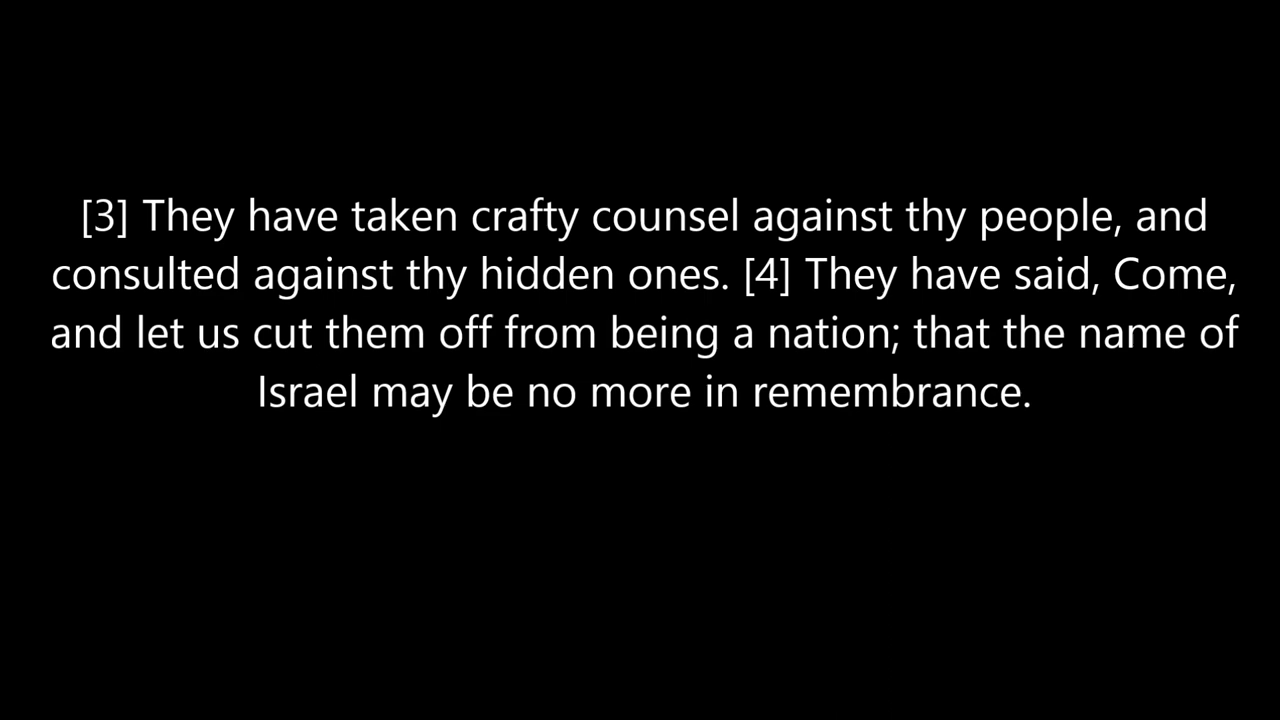 [3] They have taken crafty counsel against thy people, and
consulted against thy hidden ones. [4] They have said, Come,
and let us cut them off from being a nation; that the name of
Israel may be no more in remembrance.